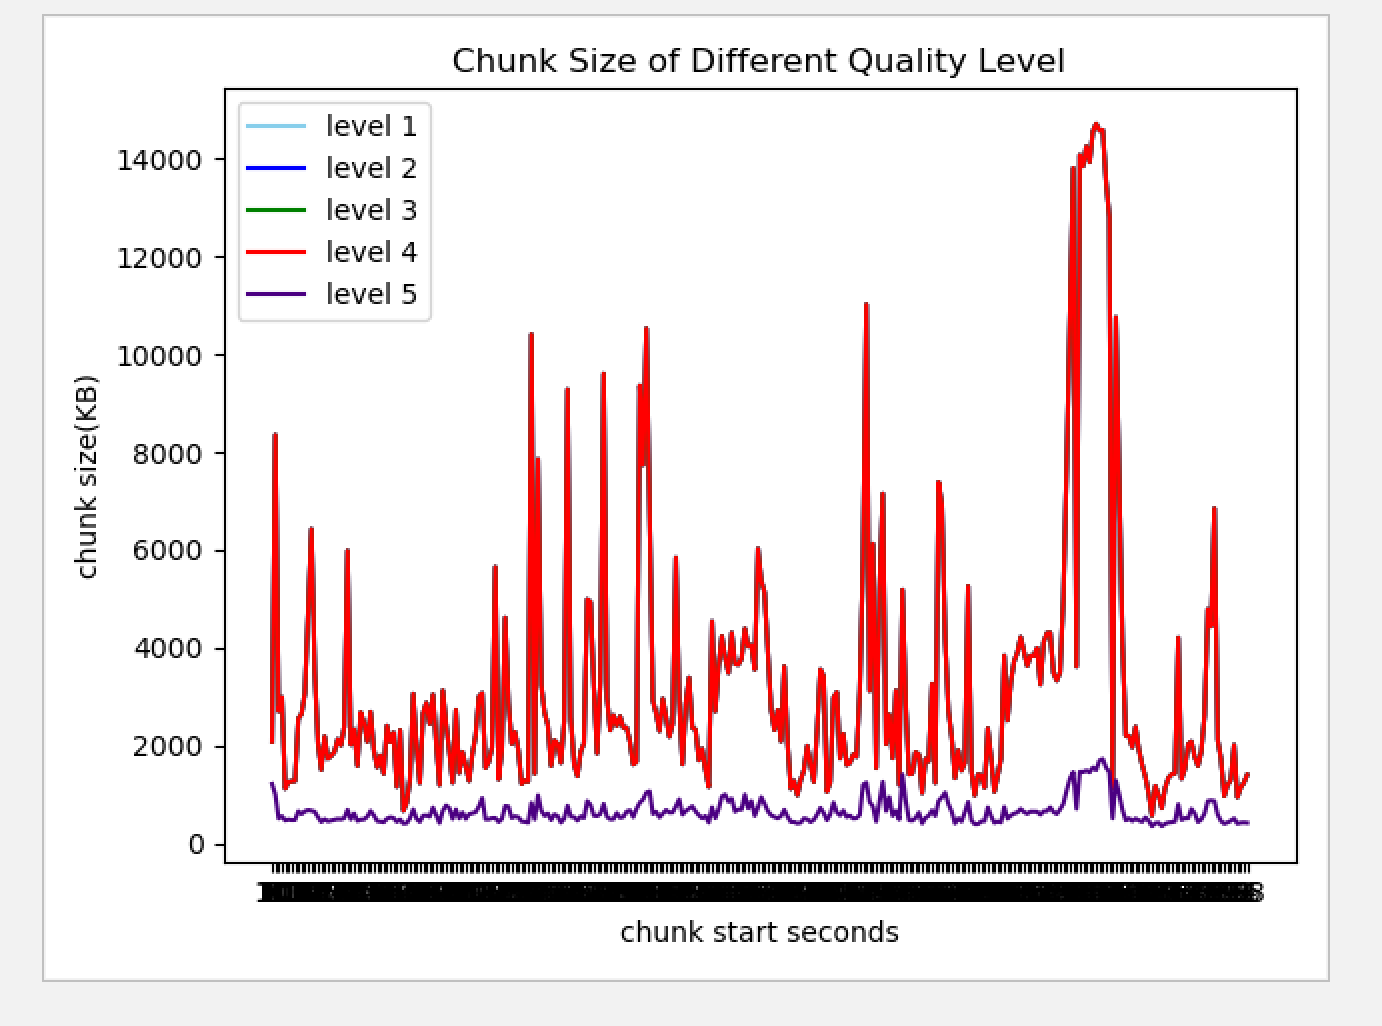 Chunk Size of Different Quality Level
level 1
level 2
level 3
level 4
level 5
14000
12000
10000
8000
6000
4000
2000
0
chunk size(KB)
chunk start seconds